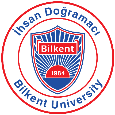 İhsan Doğramacı
Bilkent
1984
Bilkent University